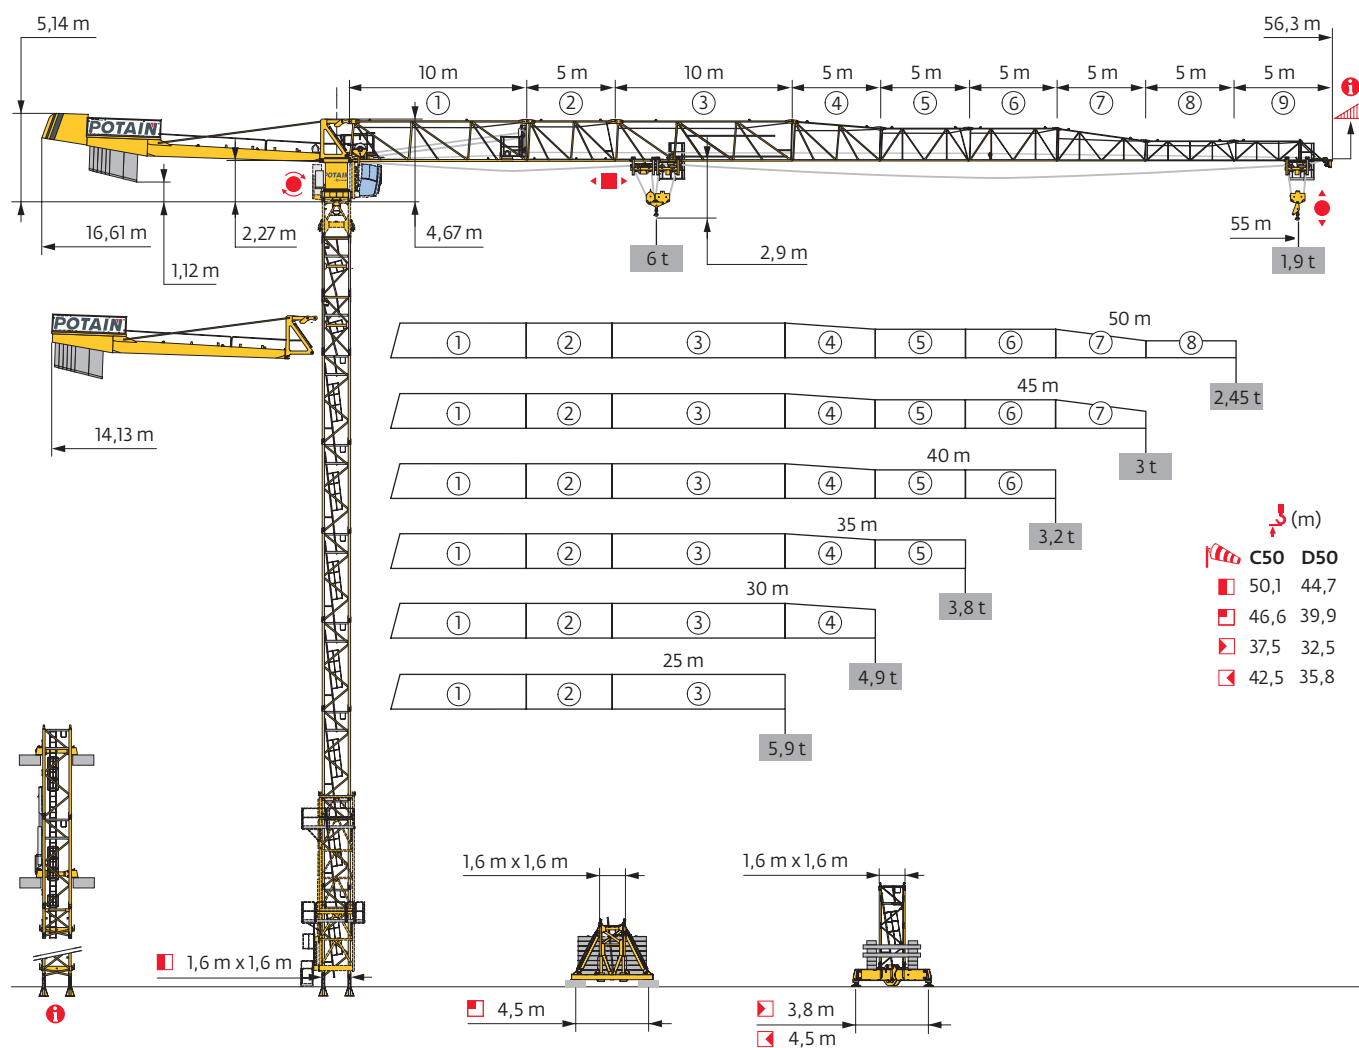 5,14 m
56,3 m
10 m 5 m 10 m 5 m 5 m 5 m 5 m 5 m 5 m
1 2 3 4 5 6 7 8 9
i
POTAIN
POTAIN
16,61 m
1,12 m
2,27 m
4,67 m
6 t
2,9 m
55 m
1,9 t
POTAIN
14,13 m
50 m
1 2 3 4 5 6 7 8
2,45 t
45 m
1 2 3 4 5 6 7
3 t
40 m
1 2 3 4 5 6
3,2 t
35 m
1 2 3 4 5
3,8 t
30 m
1 2 3 4
4,9 t
25 m
1 2 3
5,9 t
(m)
C50 D50
50,1 44,7
46,6 39,9
37,5 32,5
42,5 35,8
1,6 m x 1,6 m
1,6 m x 1,6 m
1,6 m x 1,6 m
i
4,5 m
3,8 m
4,5 m